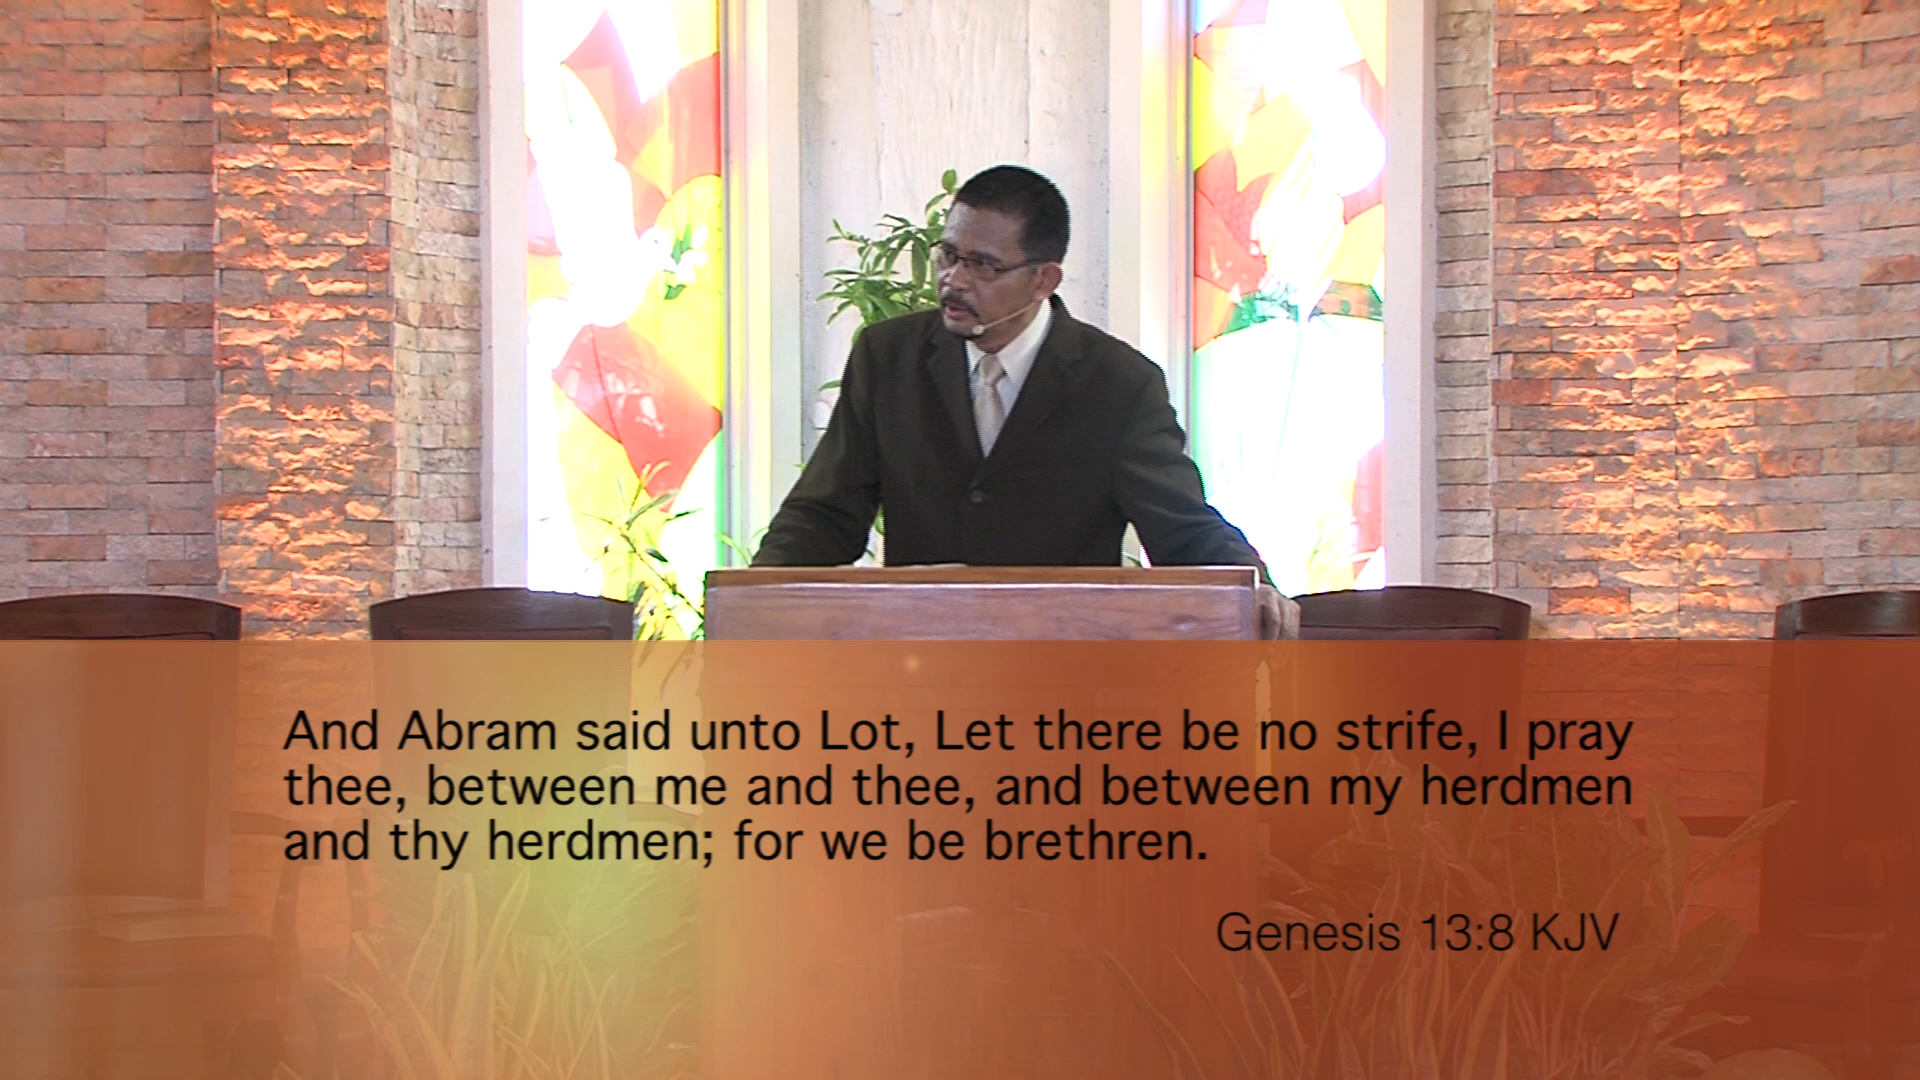 And Abram said unto Lot, Let there be no strife, I pray
thee, between me and thee, and between my herdmen
and thy herdmen; for we be brethren.
Genesis 13:8 KJV